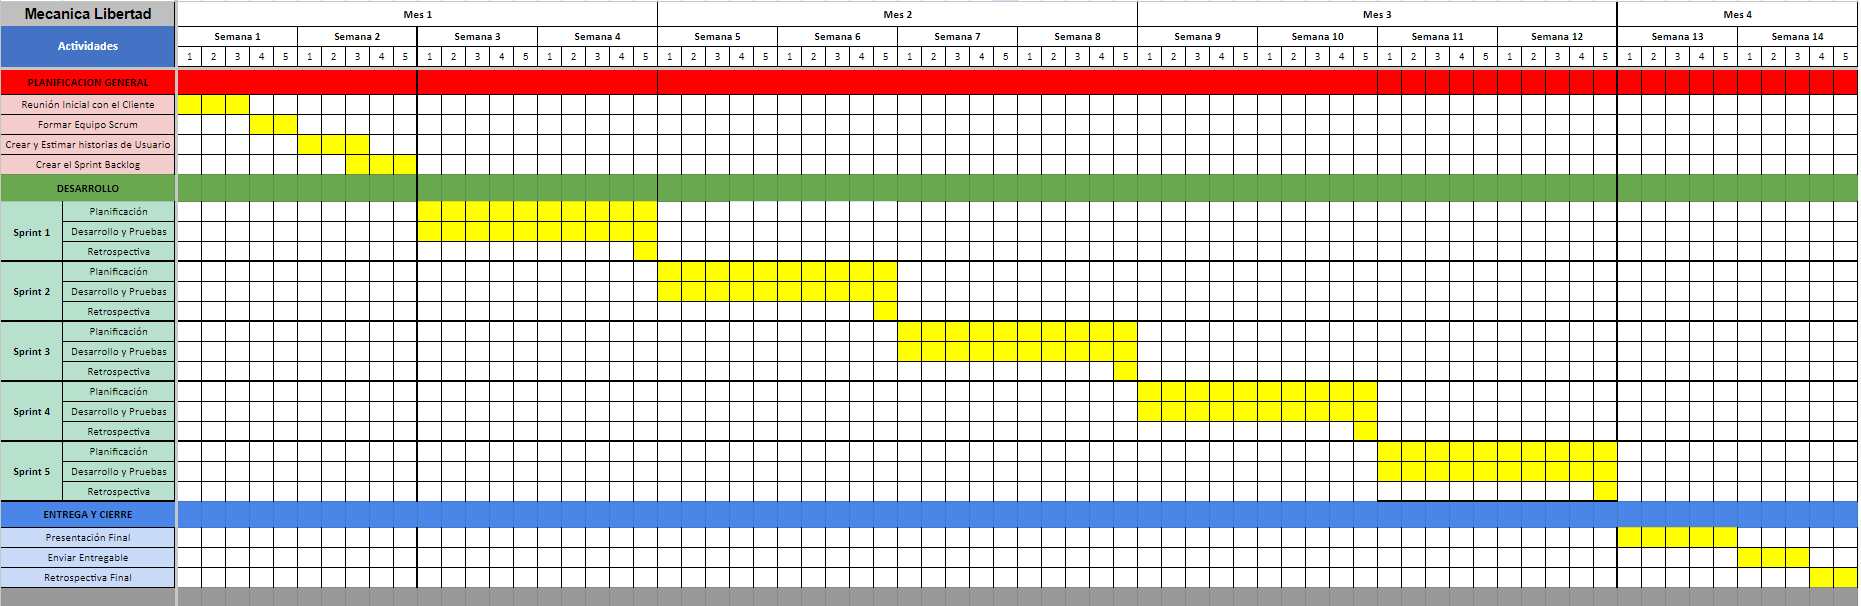 Mecanica Libertad
Mes 1 Mes 2 Mes 3 Mes 4
Actividades
Semana 1 Semana 2 Semana 3 Semana 4 Semana 5 Semana 6 Semana 7 Semana 8 Semana 9 Semana 10 Semana 11 Semana 12 Semana 13 Semana 14
1 2 3 4 5 1 2 3 4 5 1 2 3 4 5 1 2 3 4 5 1 2 3 4 5 1 2 3 4 5 1 2 3 4 5 1 2 3 4 5 1 2 3 4 5 1 2 3 4 5 1 2 3 4 5 1 2 3 4 5 1 2 3 4 5 1 2 3 4 5
PLANIFICACION GENERAL
Reunión Inicial con el Cliente
Formar Equipo Scrum
Crear y Estimar historias de Usuario
Crear el Sprint Backlog
DESARROLLO
Sprint 1
Planificación
Desarrollo y Pruebas
Retrospectiva
Sprint 2
Planificación
Desarrollo y Pruebas
Retrospectiva
Sprint 3
Planificación
Desarrollo y Pruebas
Retrospectiva
Sprint 4
Planificación
Desarrollo y Pruebas
Retrospectiva
Sprint 5
Planificación
Desarrollo y Pruebas
Retrospectiva
ENTREGA Y CIERRE
Presentación Final
Enviar Entregable
Retrospectiva Final